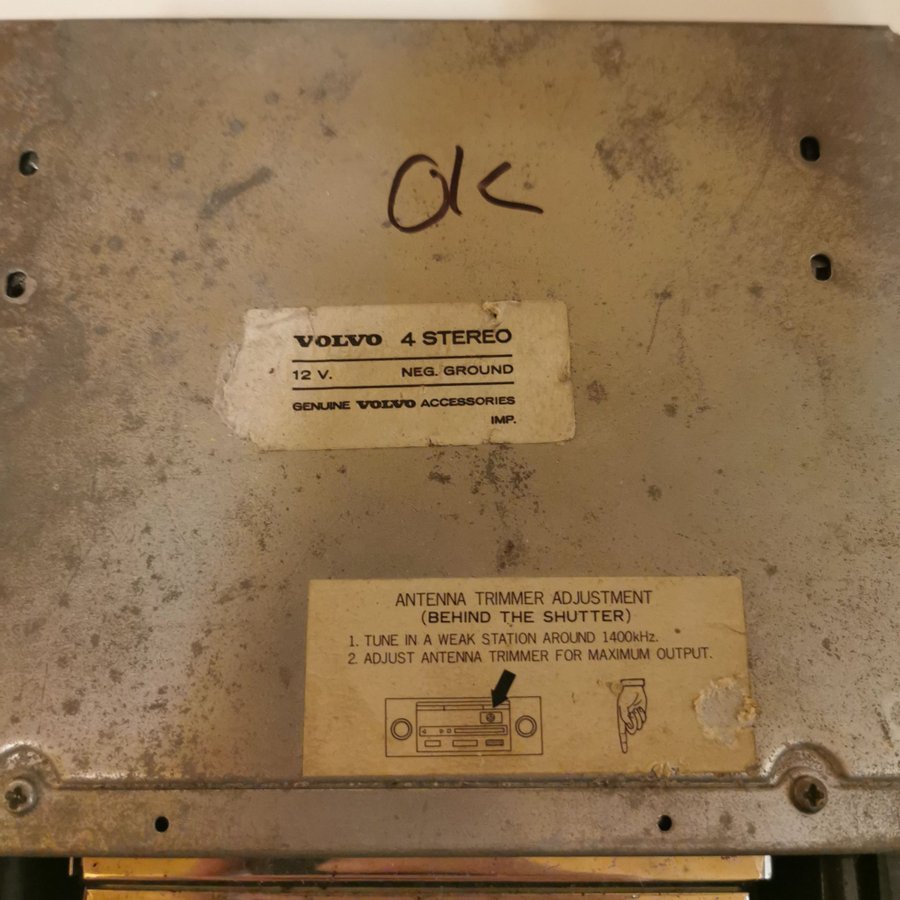 OK
VOLVO 4 STEREO
12 V. NEG. GROUND
GENUINE VOLVO ACCESSORIES
IMP.
ANTENNA TRIMMER ADJUSTMENT
(BEHIND THE SHUTTER)
1. TUNE IN A WEAK STATION AROUND 1400kHz.
2. ADJUST ANTENNA TRIMMER FOR MAXIMUM OUTPUT.